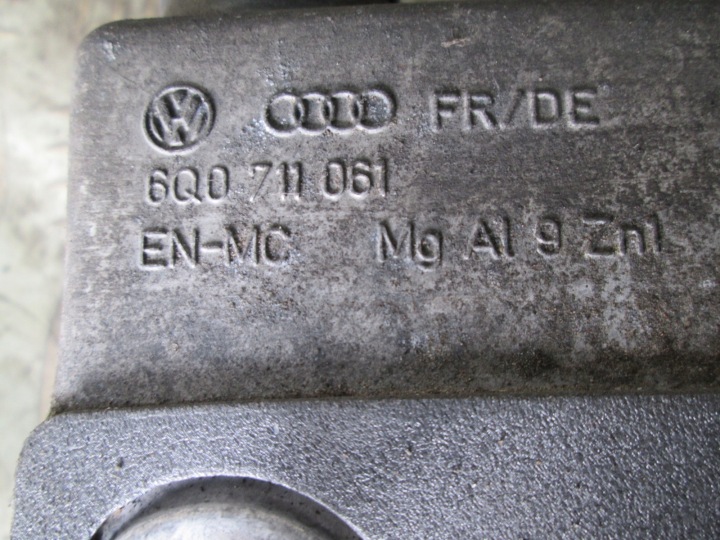 FR/DE
6Q0 711 061
EN-MC Mg Al 9 Zn1